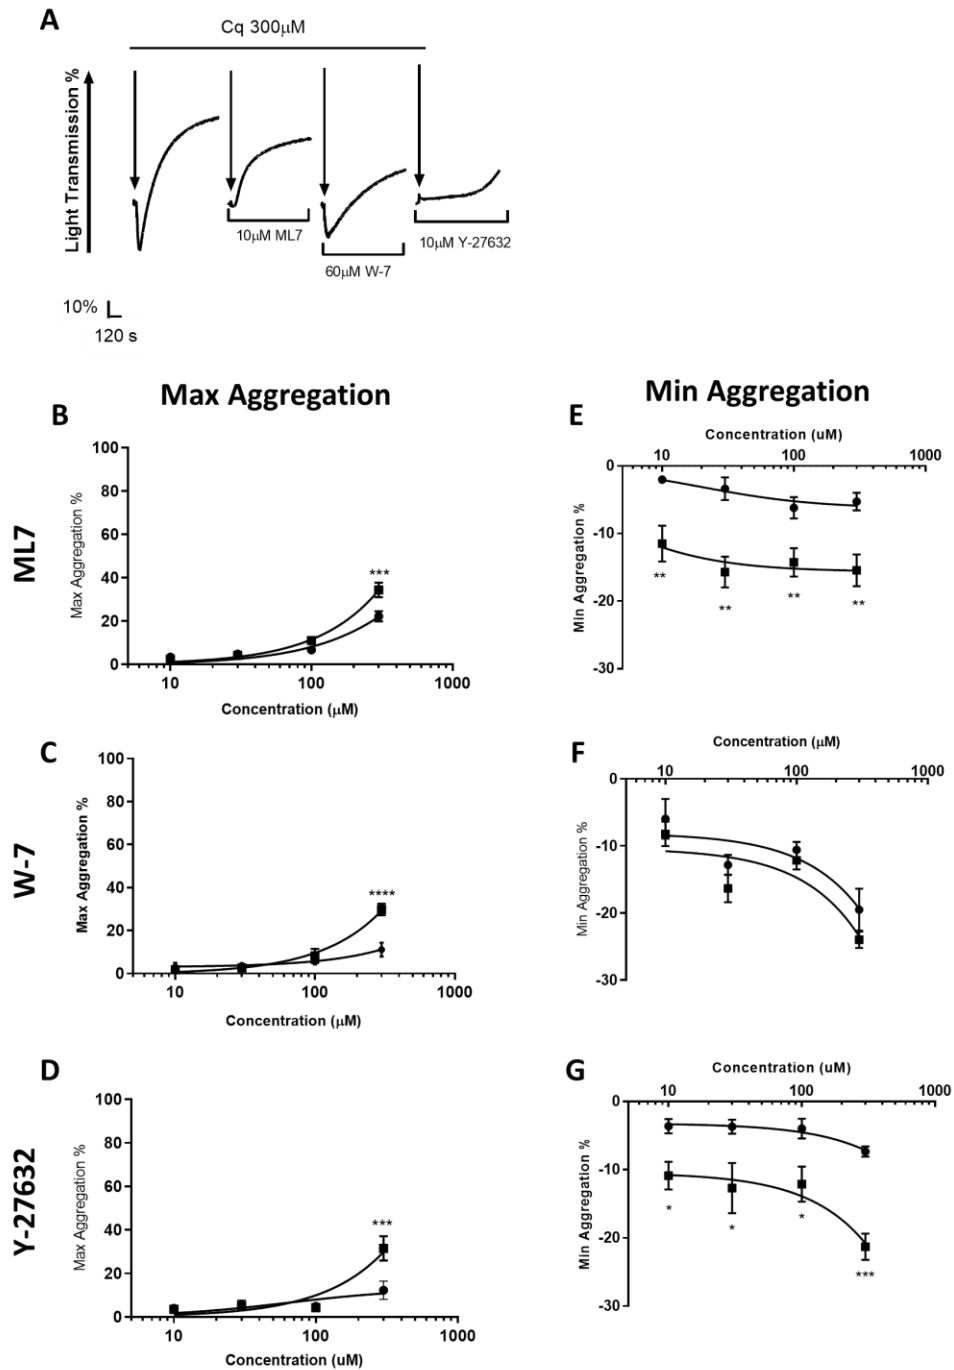 A
Cq 300μM
Light Transmission %
10μM ML7
60μM W-7
10μM Y-27632
10%
120 s
Max Aggregation
Min Aggregation
ML7
B
100
80
60
40
20
0
Max Aggregation %
***
10 100 1000
Concentration (μM)
E
Concentration (uM)
10 100 1000
0
-10
-20
-30
Min Aggregation %
** ** ** **
W-7
C
100
80
60
40
20
0
Max Aggregation %
****
10 100 1000
Concentration (μM)
F
Concentration (μM)
10 100 1000
0
-10
-20
-30
Min Aggregation %
Y-27632
D
100
80
60
40
20
0
Max Aggregation %
***
10 100 1000
Concentration (uM)
G
Concentration (uM)
10 100 1000
0
-10
-20
-30
Min Aggregation %
* * * ***